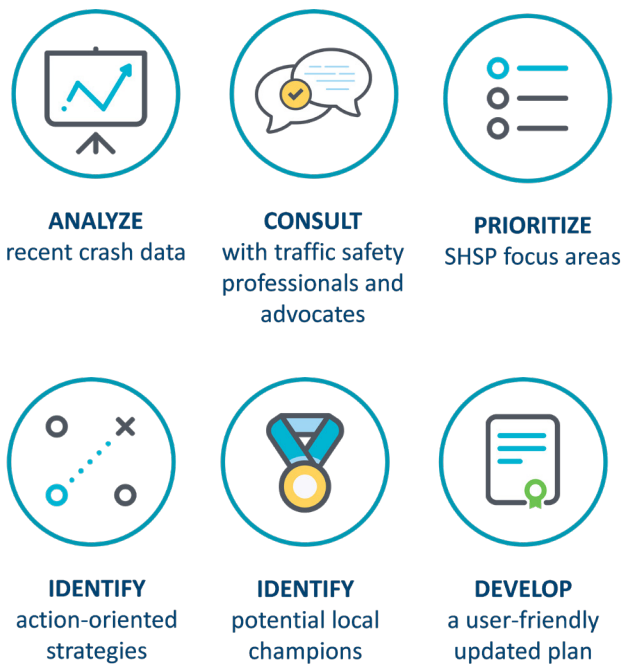 ANALYZE
recent crash data
CONSULT
with traffic safety
professionals and
advocates
PRIORITIZE
SHSP focus areas
IDENTIFY
action-oriented
strategies
IDENTIFY
potential local
champions
DEVELOP
a user-friendly
updated plan